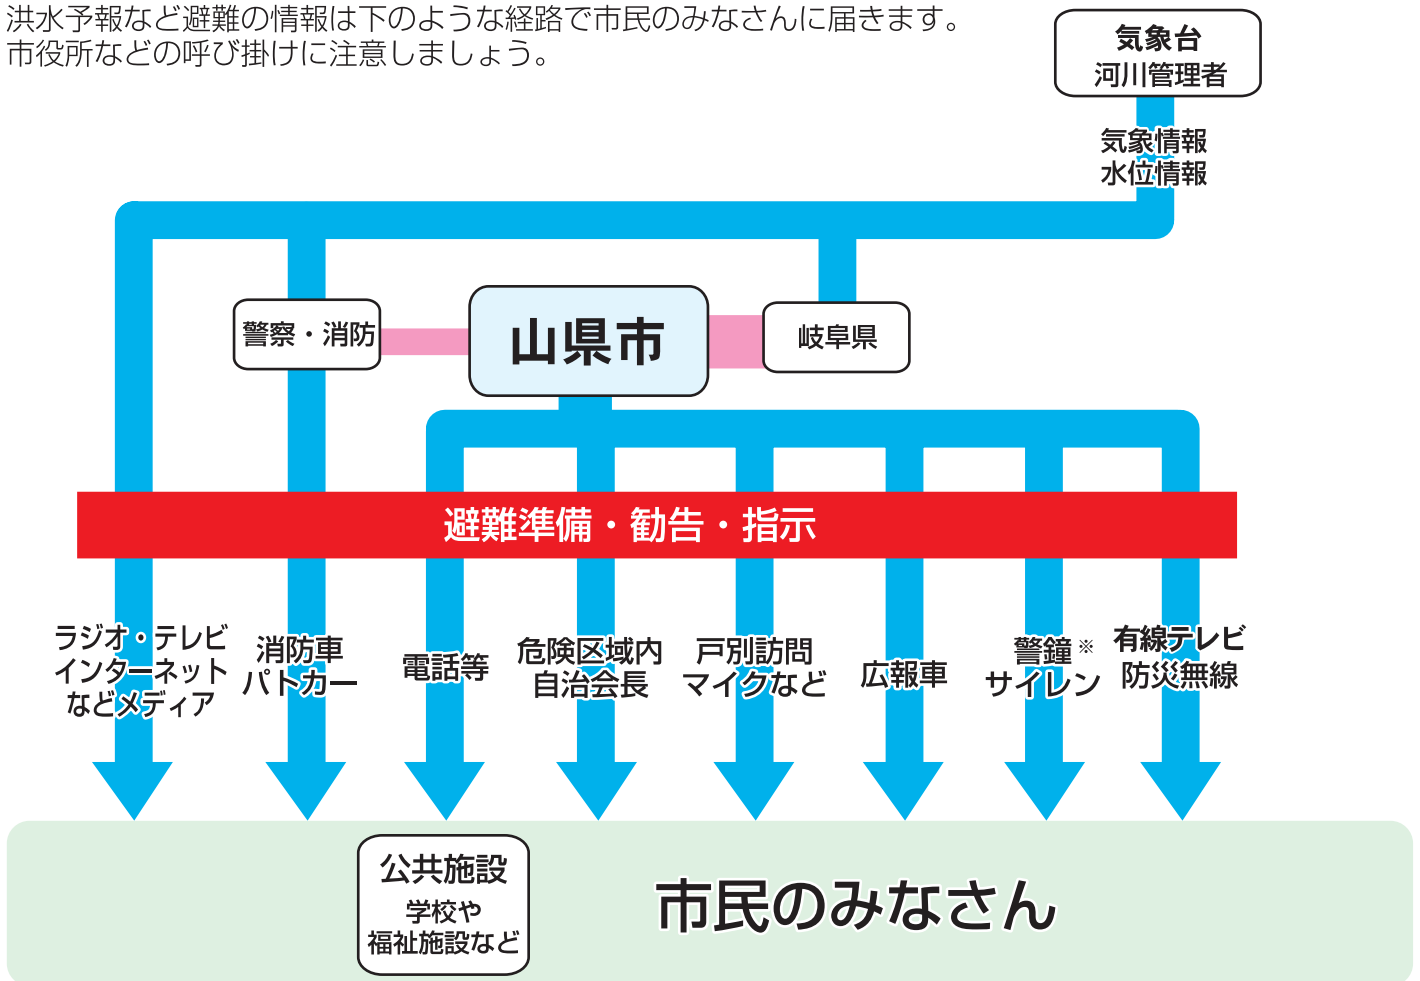 洪水予報など避難の情報は下のような経路で市民のみなさんに届きます。
市役所などの呼び掛けに注意しましょう。
気象台
河川管理者
気象情報
水位情報
警察・消防
山県市
岐阜県
避難準備・勧告・指示
ラジオ・テレビ
インターネット
などメディア
消防車
パトカー
電話等
危険区域内
自治会長
戸別訪問
マイクなど
広報車
警鐘※
サイレン
有線テレビ
防災無線
公共施設
学校や
福祉施設など
市民のみなさん